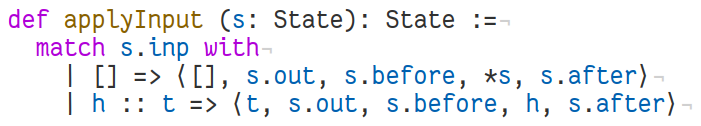 def applyInput (s: State): State :=¬
  match s.inp with¬
    | [] => ⟨[], s.out, s.before, *s, s.after⟩¬
    | h :: t => ⟨t, s.out, s.before, h, s.after⟩¬